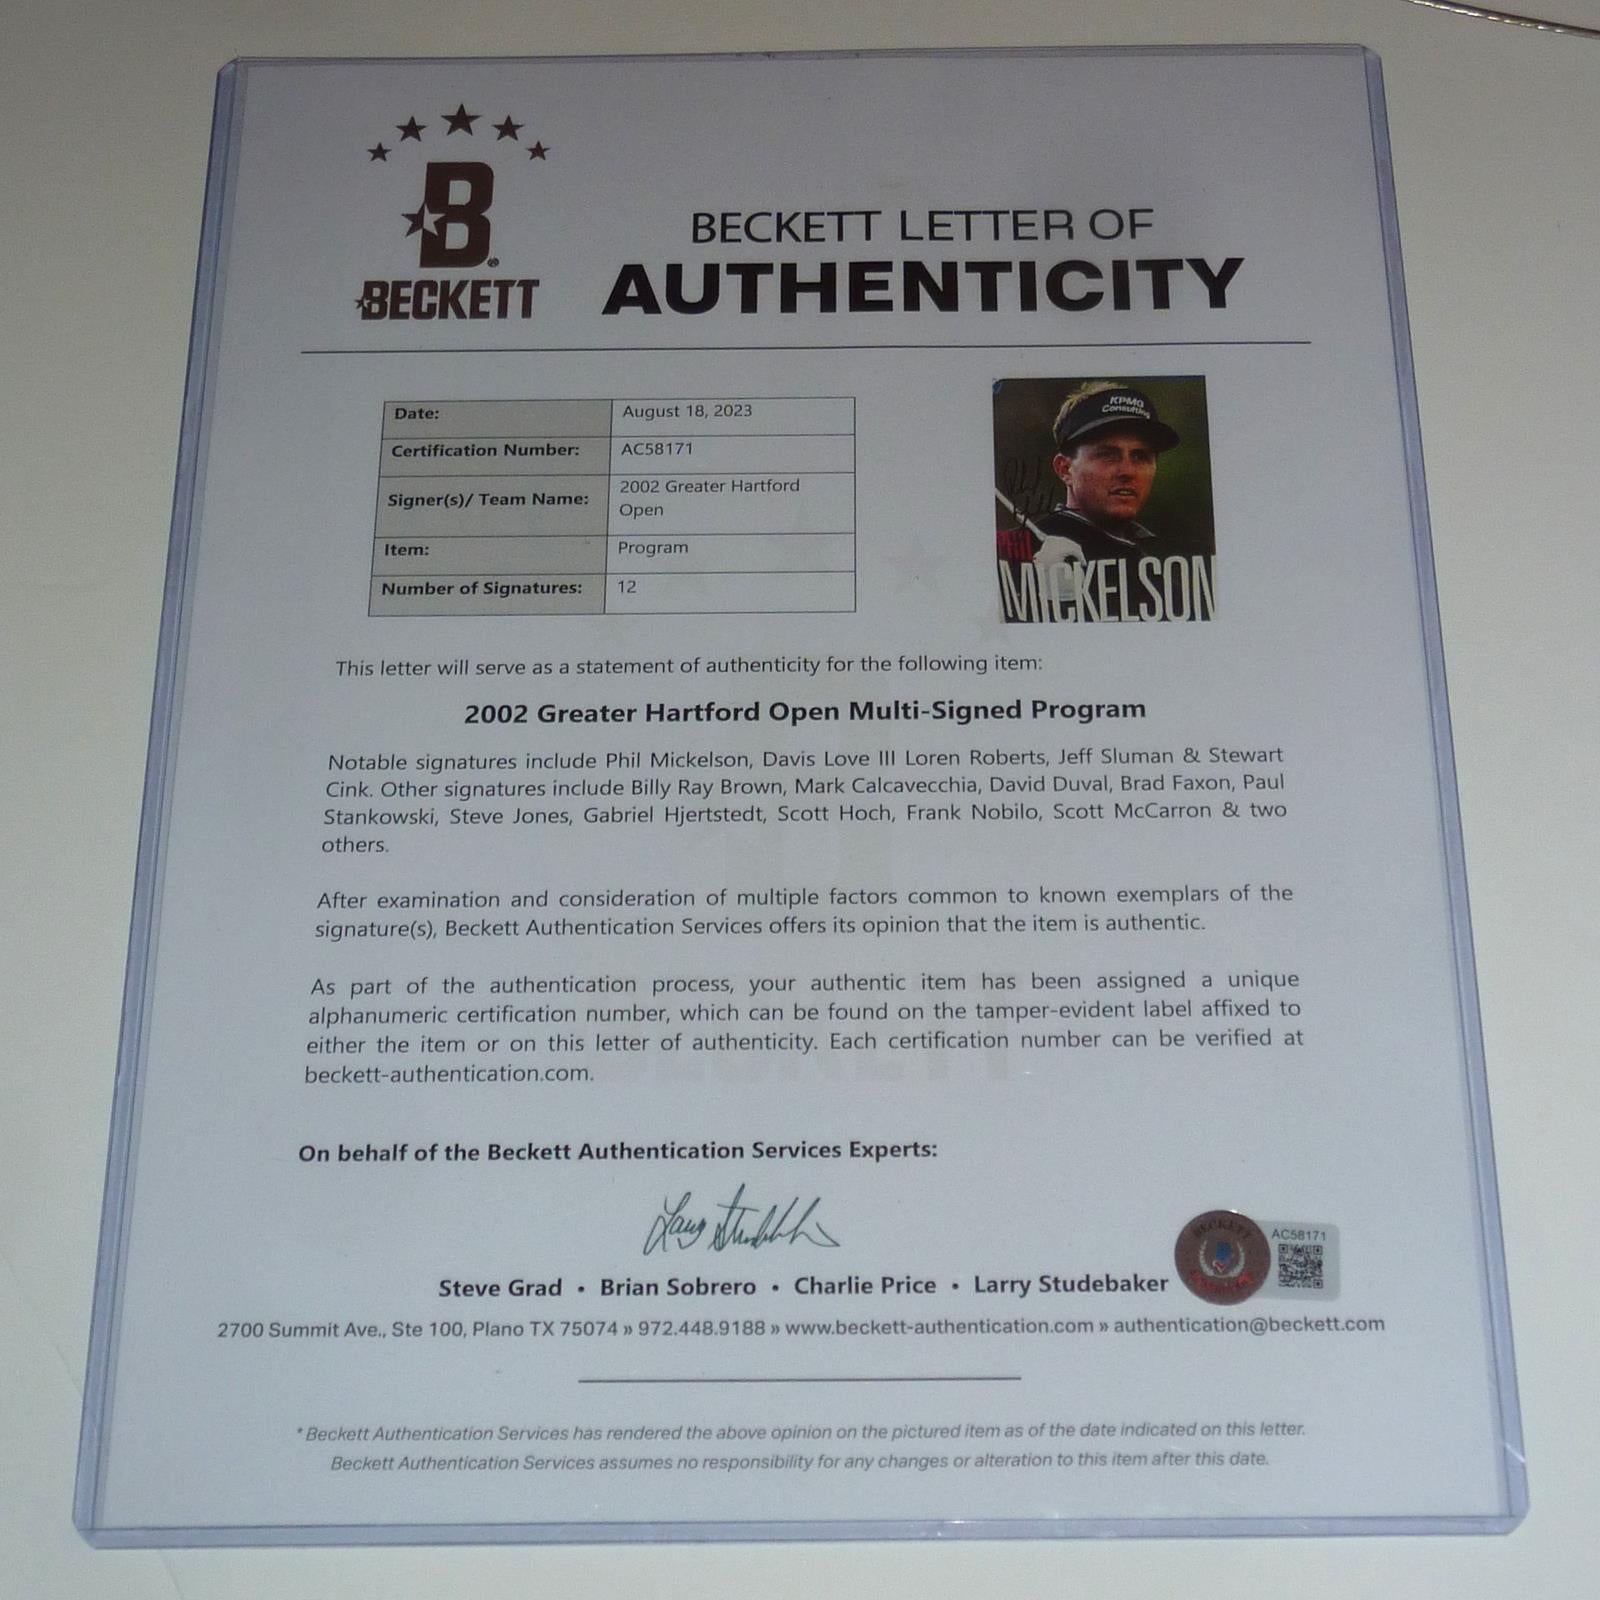 B®
BECKETT
BECKETT LETTER OF
AUTHENTICITY
Date: August 18, 2023
Certification Number: AC58171
Signer(s)/ Team Name: 2002 Greater Hartford
Open
Item: Program
Number of Signatures: 12
KPMG
Consulting
PHIL
MICKELSON
This letter will serve as a statement of authenticity for the following item:
2002 Greater Hartford Open Multi-Signed Program
Notable signatures include Phil Mickelson, Davis Love III Loren Roberts, Jeff Sluman & Stewart
Cink. Other signatures include Billy Ray Brown, Mark Calcavecchia, David Duval, Brad Faxon, Paul
Stankowski, Steve Jones, Gabriel Hjertstedt, Scott Hoch, Frank Nobilo, Scott McCarron & two
others.
After examination and consideration of multiple factors common to known exemplars of the
signature(s), Beckett Authentication Services offers its opinion that the item is authentic.
As part of the authentication process, your authentic item has been assigned a unique
alphanumeric certification number, which can be found on the tamper-evident label affixed to
either the item or on this letter of authenticity. Each certification number can be verified at
beckett-authentication.com.
On behalf of the Beckett Authentication Services Experts:
Steve Grad • Brian Sobrero • Charlie Price • Larry Studebaker
BECKETT
AC58171
2700 Summit Ave., Ste 100, Plano TX 75074 » 972.448.9188 » www.beckett-authentication.com » authentication@beckett.com
* Beckett Authentication Services has rendered the above opinion on the pictured item as of the date indicated on this letter.
Beckett Authentication Services assumes no responsibility for any changes or alteration to this item after this date.